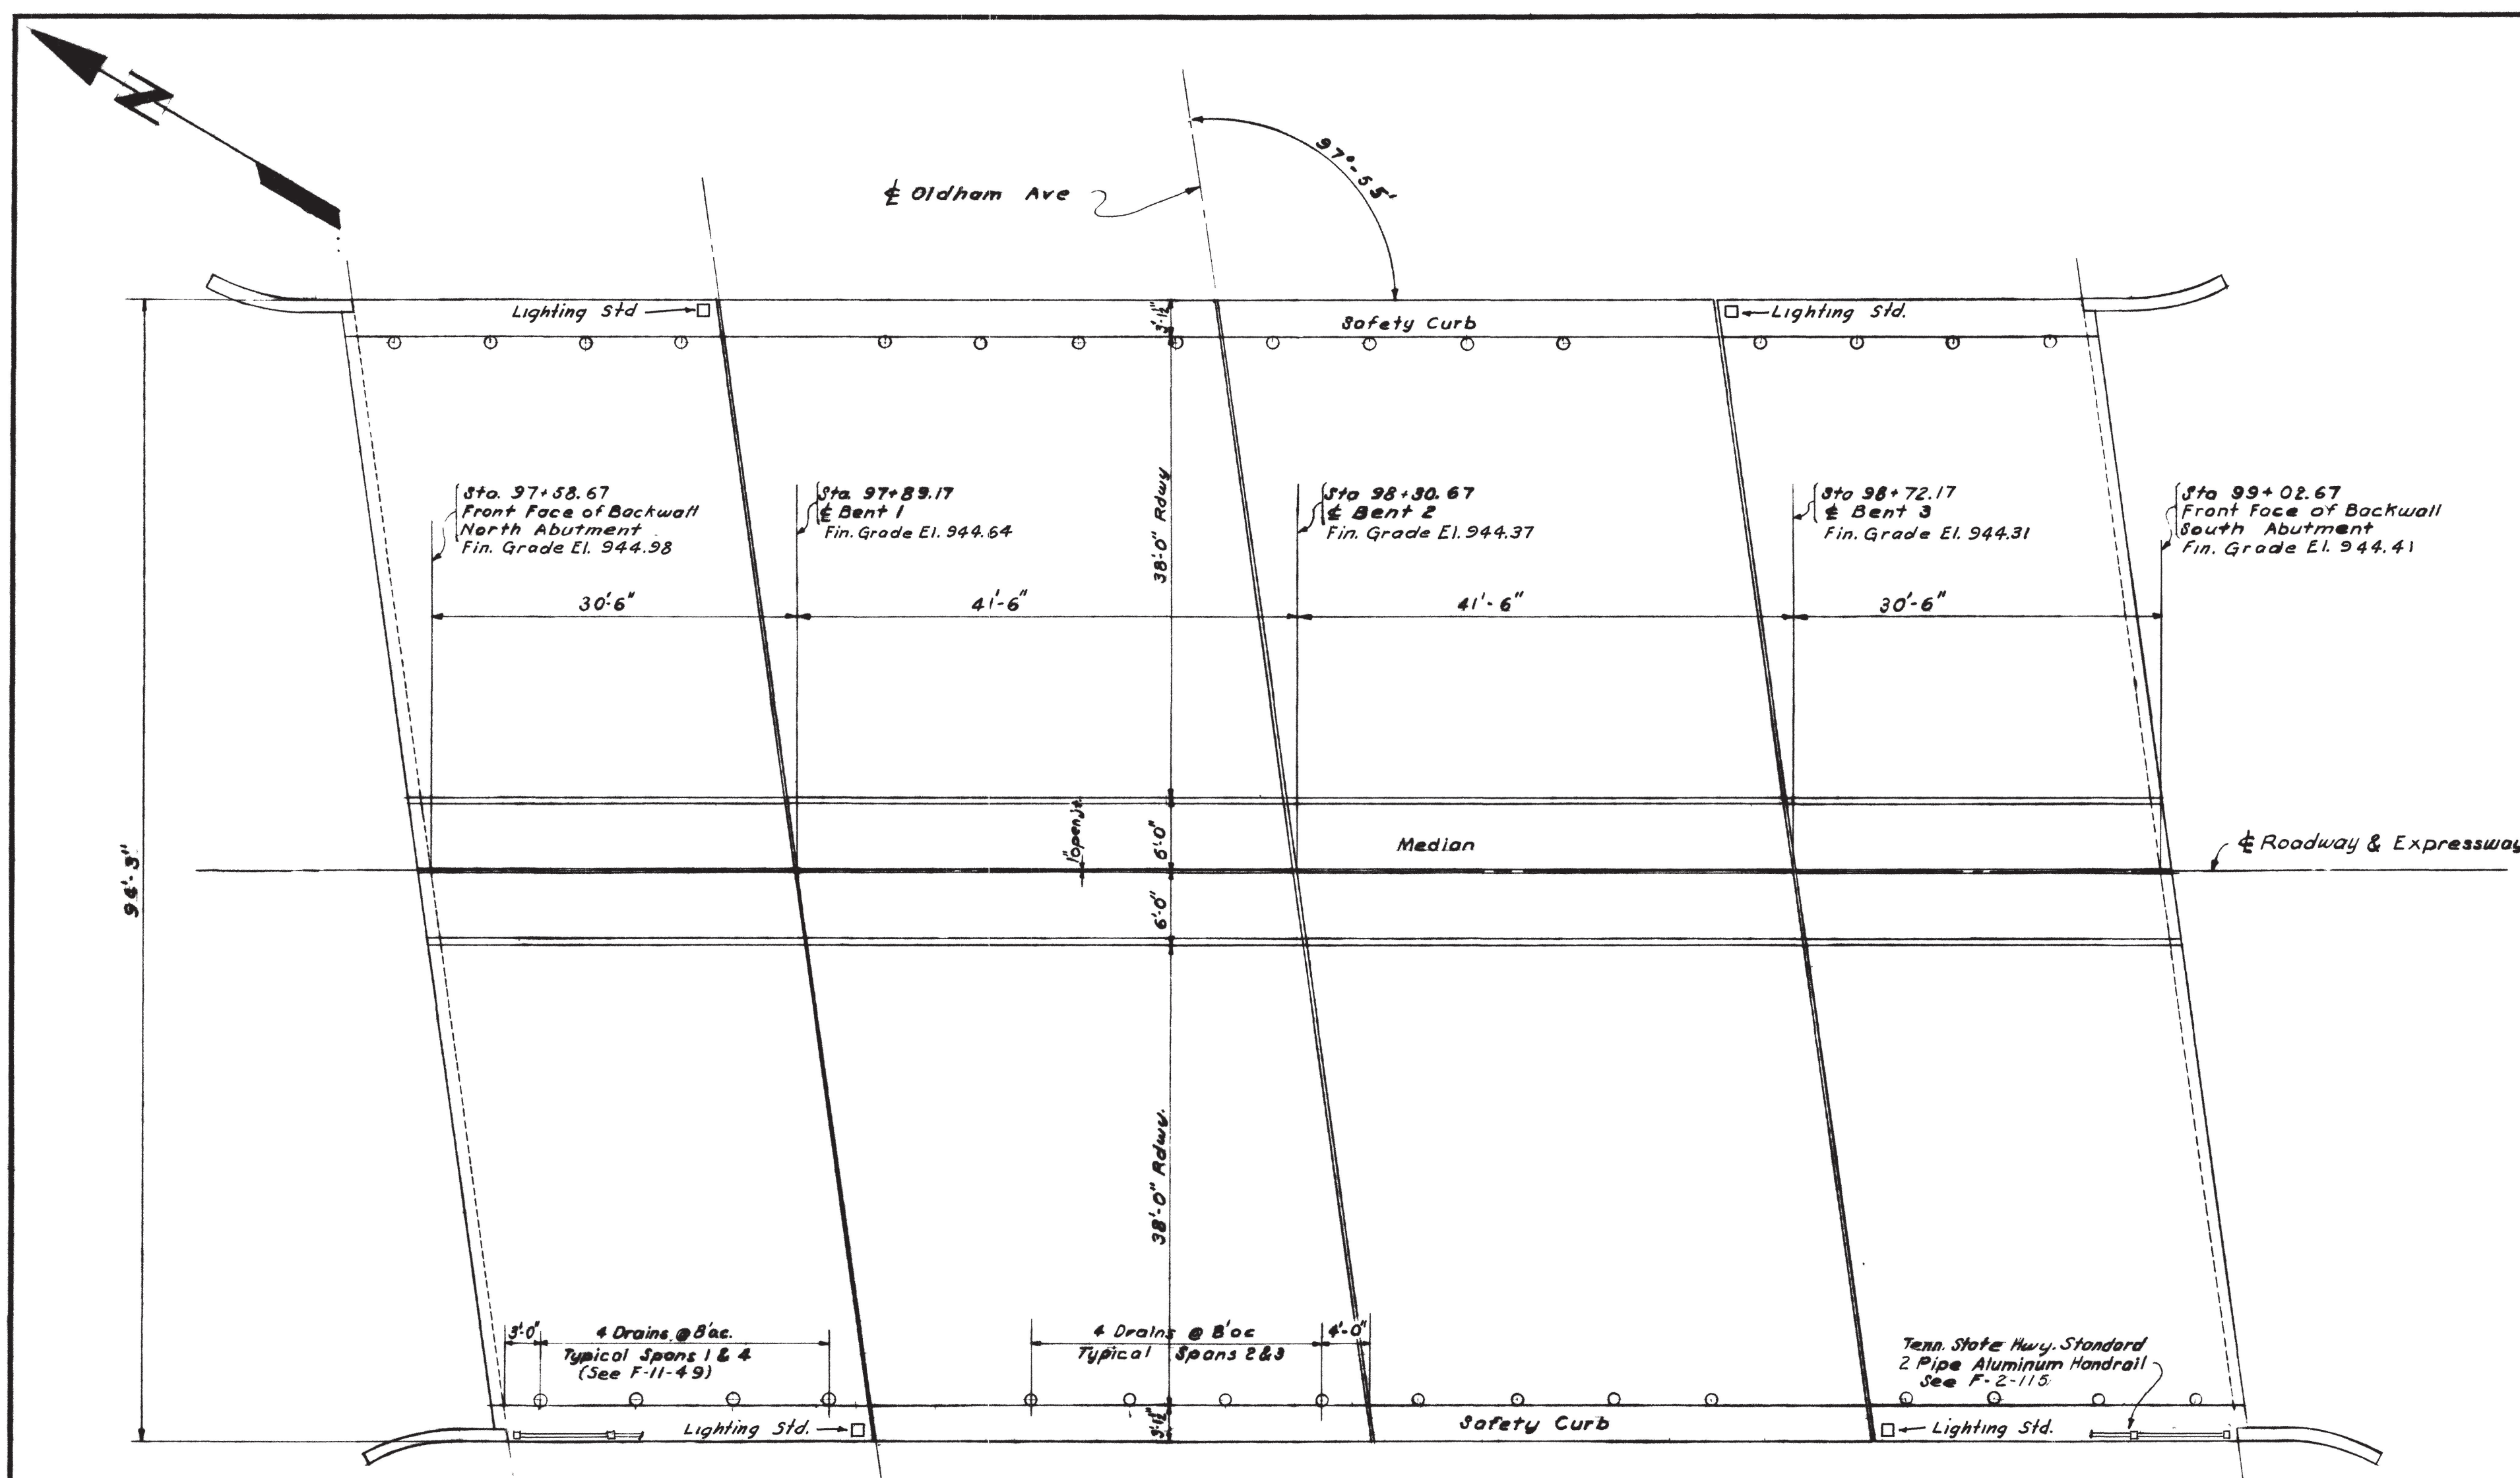 N
97°-55'
℄ Oldham Ave
Lighting Std
3'-1½"
Safety Curb
Lighting Std.
38'-0" Rdwy
Sta. 97+58.67
Front Face of Backwall
North Abutment
Fin. Grade El. 944.98
Sta. 97+89.17
℄ Bent 1
Fin. Grade El. 944.64
Sta 98+30.67
℄ Bent 2
Fin. Grade El. 944.37
Sta 98+72.17
℄ Bent 3
Fin. Grade El. 944.31
Sta 99+02.67
Front Face of Backwall
South Abutment
Fin. Grade El. 944.41
30'-6"
41'-6"
41'-6"
30'-6"
1" Open jt.
6'-0"
Median
℄ Roadway & Expressway
6'-0"
38'-0" Rdwy.
3'-0"
4 Drains @ 8'oc.
Typical Spans 1 & 4
(See F-11-49)
4 Drains @ 8'oc
Typical Spans 2&3
4'-0"
Tenn. State Hwy. Standard
2 Pipe Aluminum Handrail
See F-2-115
Lighting Std.
3'-1½"
Safety Curb
Lighting Std.